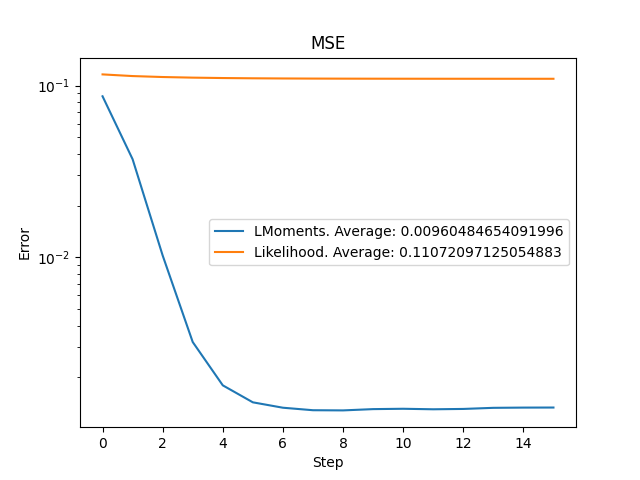 MSE
10⁻¹
10⁻²
Error
LMoments. Average: 0.00960484654091996
Likelihood. Average: 0.11072097125054883
0 2 4 6 8 10 12 14
Step